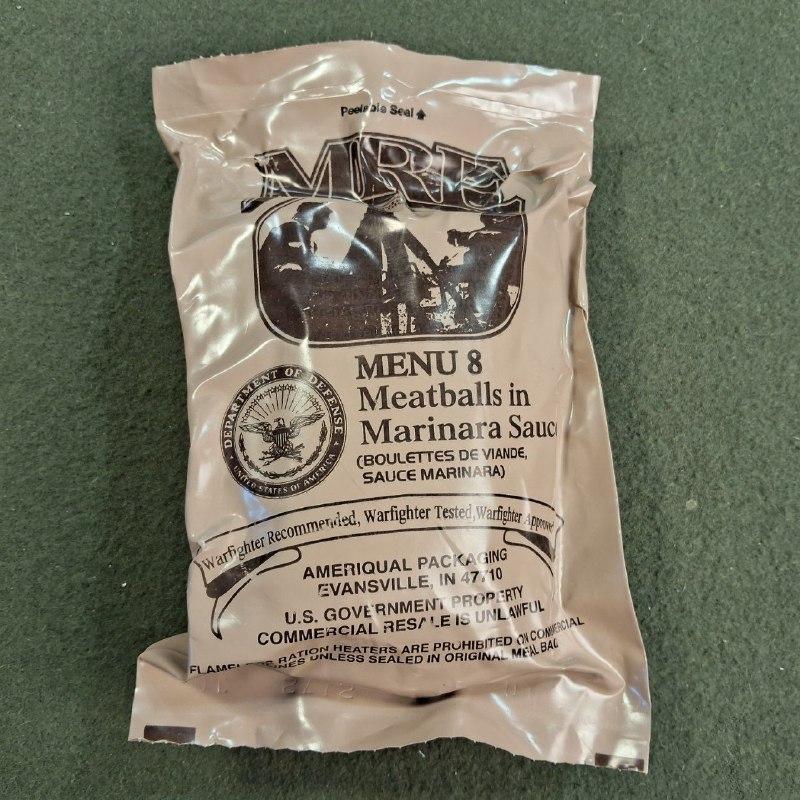 Peelable Seal
MRE
MENU 8
Meatballs in
Marinara Sauce
(BOULETTES DE VIANDE,
SAUCE MARINARA)
DEPARTMENT OF DEFENSE
UNITED STATES OF AMERICA
Warfighter Recommended, Warfighter Tested, Warfighter Approved
AMERIQUAL PACKAGING
EVANSVILLE, IN 47710
U.S. GOVERNMENT PROPERTY
COMMERCIAL RESALE IS UNLAWFUL
FLAMELESS RATION HEATERS ARE PROHIBITED ON COMMERCIAL
UNLESS SEALED IN ORIGINAL MEAL BAG